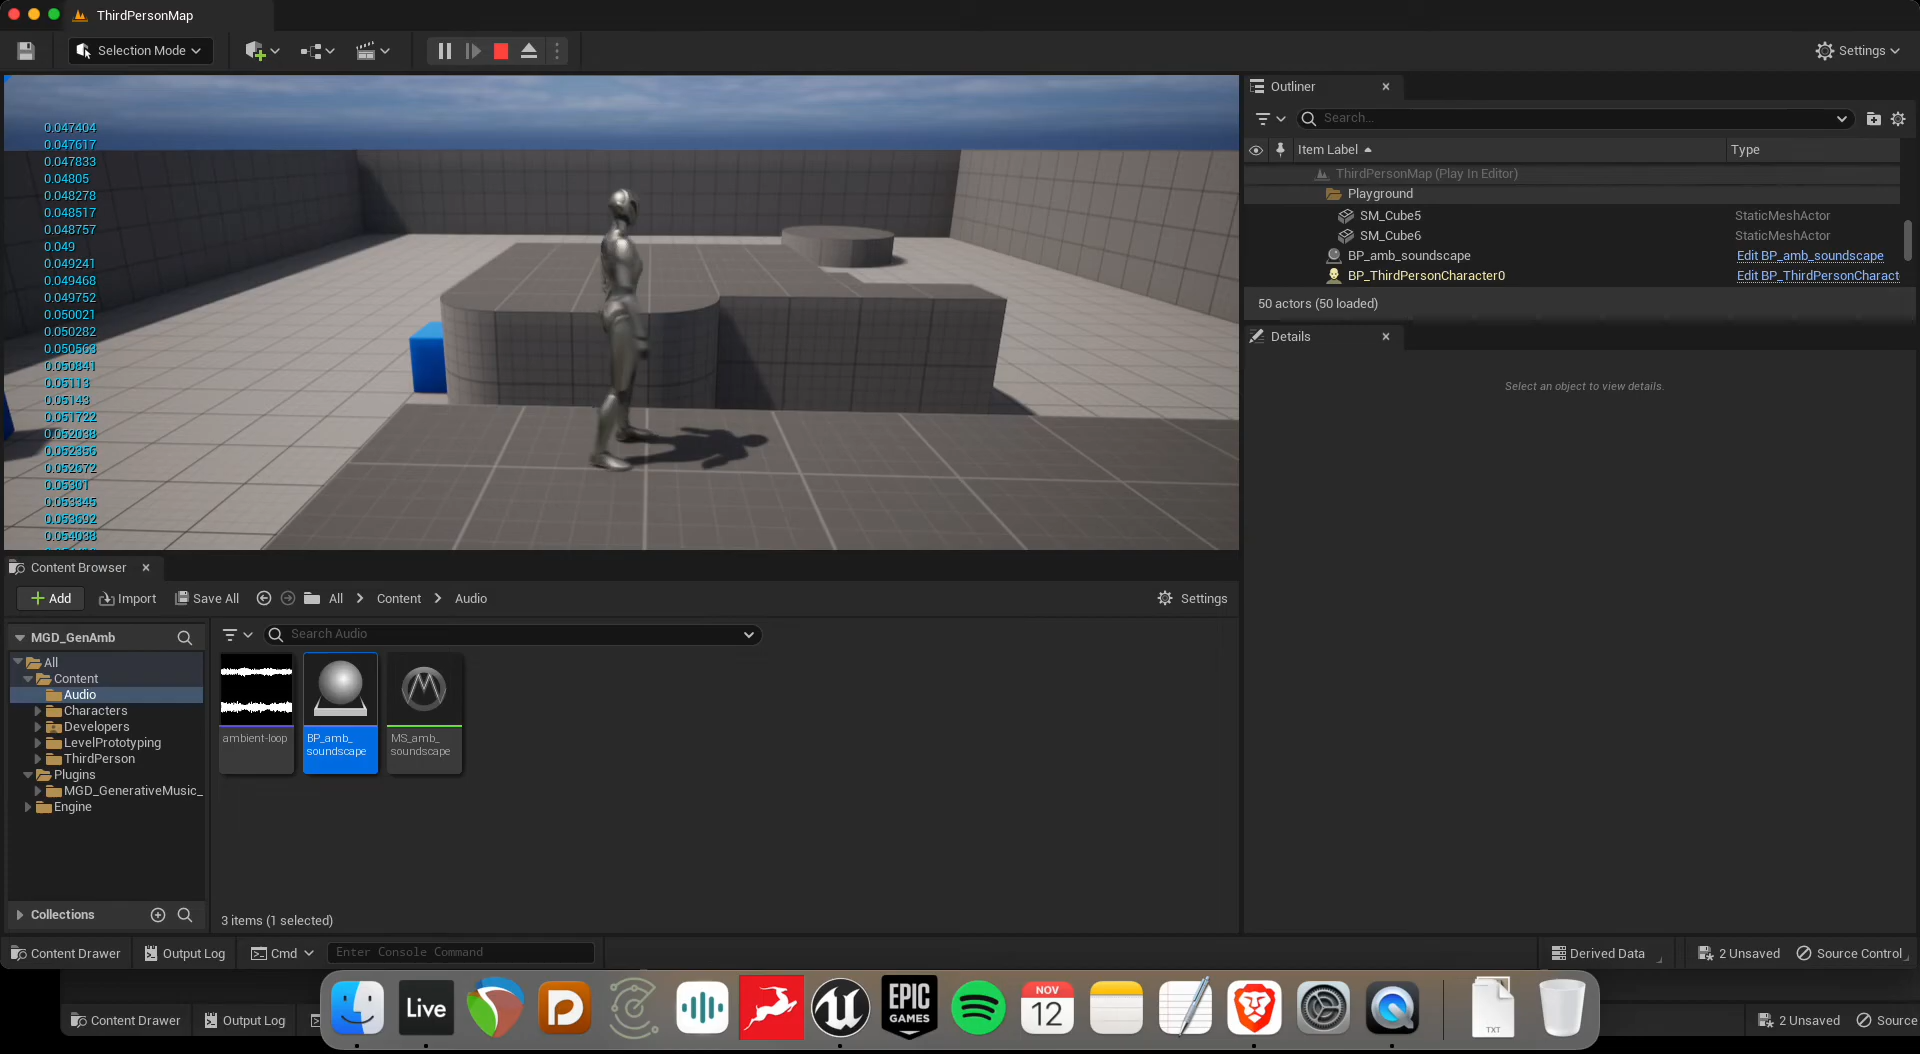 ThirdPersonMap
Selection Mode
Settings
0.047404
0.047617
0.047833
0.04805
0.048278
0.048517
0.048757
0.049
0.049241
0.049468
0.049752
0.050021
0.050282
0.050563
0.050841
0.05113
0.05143
0.051722
0.052038
0.052356
0.052672
0.05301
0.053345
0.053692
0.054038
Outliner
Search...
Item Label
Type
ThirdPersonMap (Play In Editor)
Playground
SM_Cube5 StaticMeshActor
SM_Cube6 StaticMeshActor
BP_amb_soundscape Edit BP_amb_soundscape
BP_ThirdPersonCharacter0 Edit BP_ThirdPersonCharact
50 actors (50 loaded)
Details
Select an object to view details.
Content Browser
Add Import Save All All Content Audio Settings
MGD_GenAmb
Search Audio
All
Content
Audio
Characters
Developers
LevelPrototyping
ThirdPerson
Plugins
MGD_GenerativeMusic_
Engine
ambient-loop
BP_amb_
soundscape
MS_amb_
soundscape
Collections
3 items (1 selected)
Content Drawer Output Log Cmd Enter Console Command Derived Data 2 Unsaved Source Control
Content Drawer Output Log 2 Unsaved Source
Live
EPIC
GAMES
NOV
12
TXT